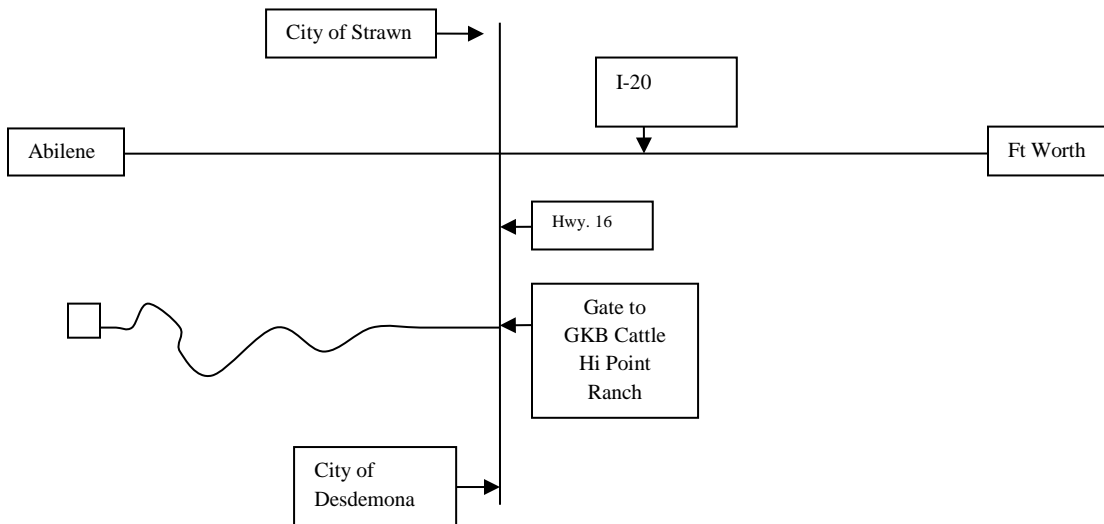 City of Strawn
I-20
Abilene
Ft Worth
Hwy. 16
Gate to
GKB Cattle
Hi Point
Ranch
City of
Desdemona